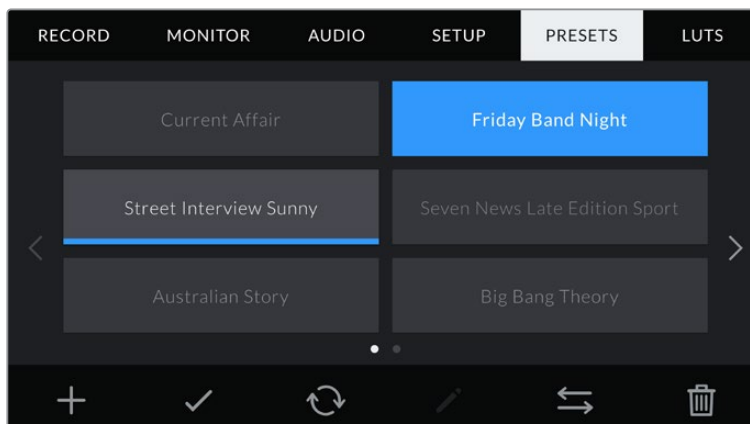 RECORD MONITOR AUDIO SETUP PRESETS LUTS
Current Affair Friday Band Night
Street Interview Sunny Seven News Late Edition Sport
Australian Story Big Bang Theory